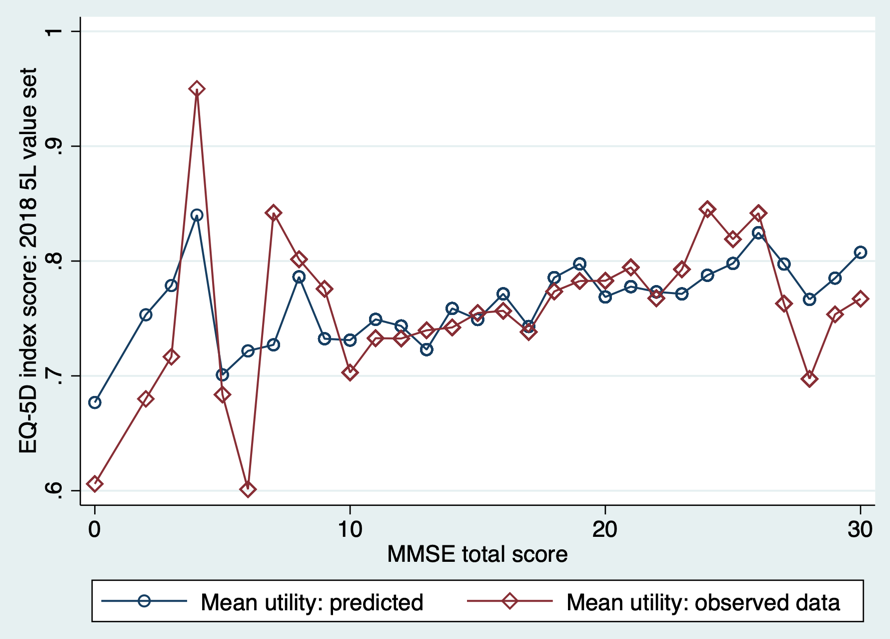 EQ-5D index score: 2018 5L value set
1
.9
.8
.7
.6
0 10 20 30
MMSE total score
Mean utility: predicted Mean utility: observed data